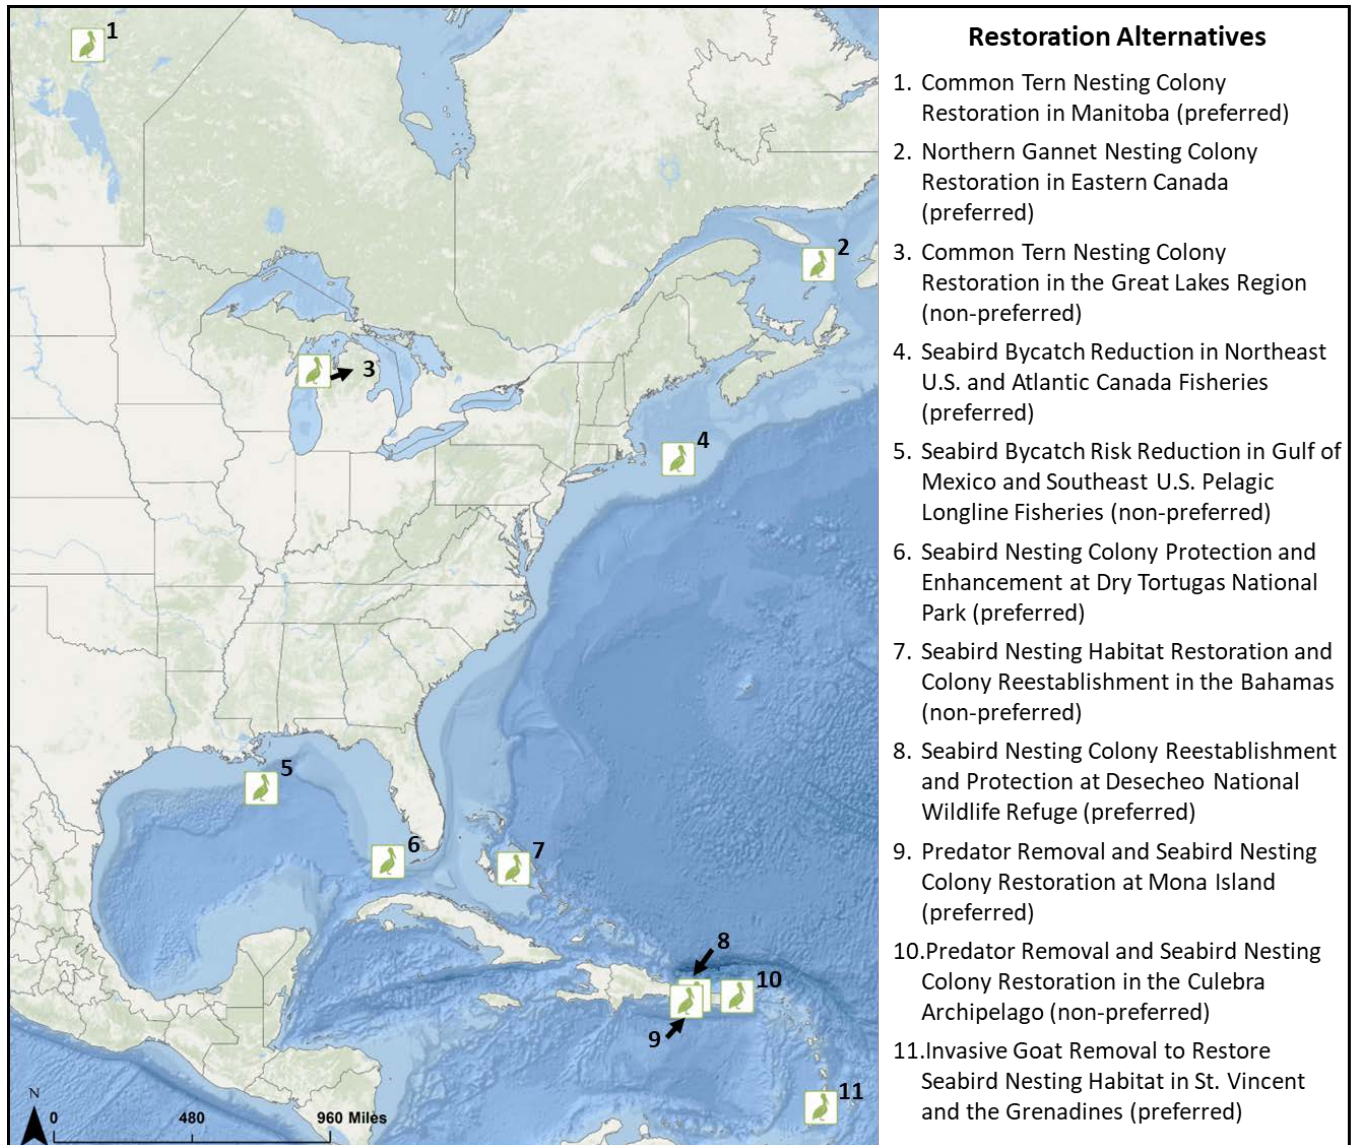 1
2
3
4
5
6
7
8
9
10
11
N
0 480 960 Miles
Restoration Alternatives
1. Common Tern Nesting Colony
Restoration in Manitoba (preferred)
2. Northern Gannet Nesting Colony
Restoration in Eastern Canada
(preferred)
3. Common Tern Nesting Colony
Restoration in the Great Lakes Region
(non-preferred)
4. Seabird Bycatch Reduction in Northeast
U.S. and Atlantic Canada Fisheries
(preferred)
5. Seabird Bycatch Risk Reduction in Gulf of
Mexico and Southeast U.S. Pelagic
Longline Fisheries (non-preferred)
6. Seabird Nesting Colony Protection and
Enhancement at Dry Tortugas National
Park (preferred)
7. Seabird Nesting Habitat Restoration and
Colony Reestablishment in the Bahamas
(non-preferred)
8. Seabird Nesting Colony Reestablishment
and Protection at Desecheo National
Wildlife Refuge (preferred)
9. Predator Removal and Seabird Nesting
Colony Restoration at Mona Island
(preferred)
10.Predator Removal and Seabird Nesting
Colony Restoration in the Culebra
Archipelago (non-preferred)
11.Invasive Goat Removal to Restore
Seabird Nesting Habitat in St. Vincent
and the Grenadines (preferred)